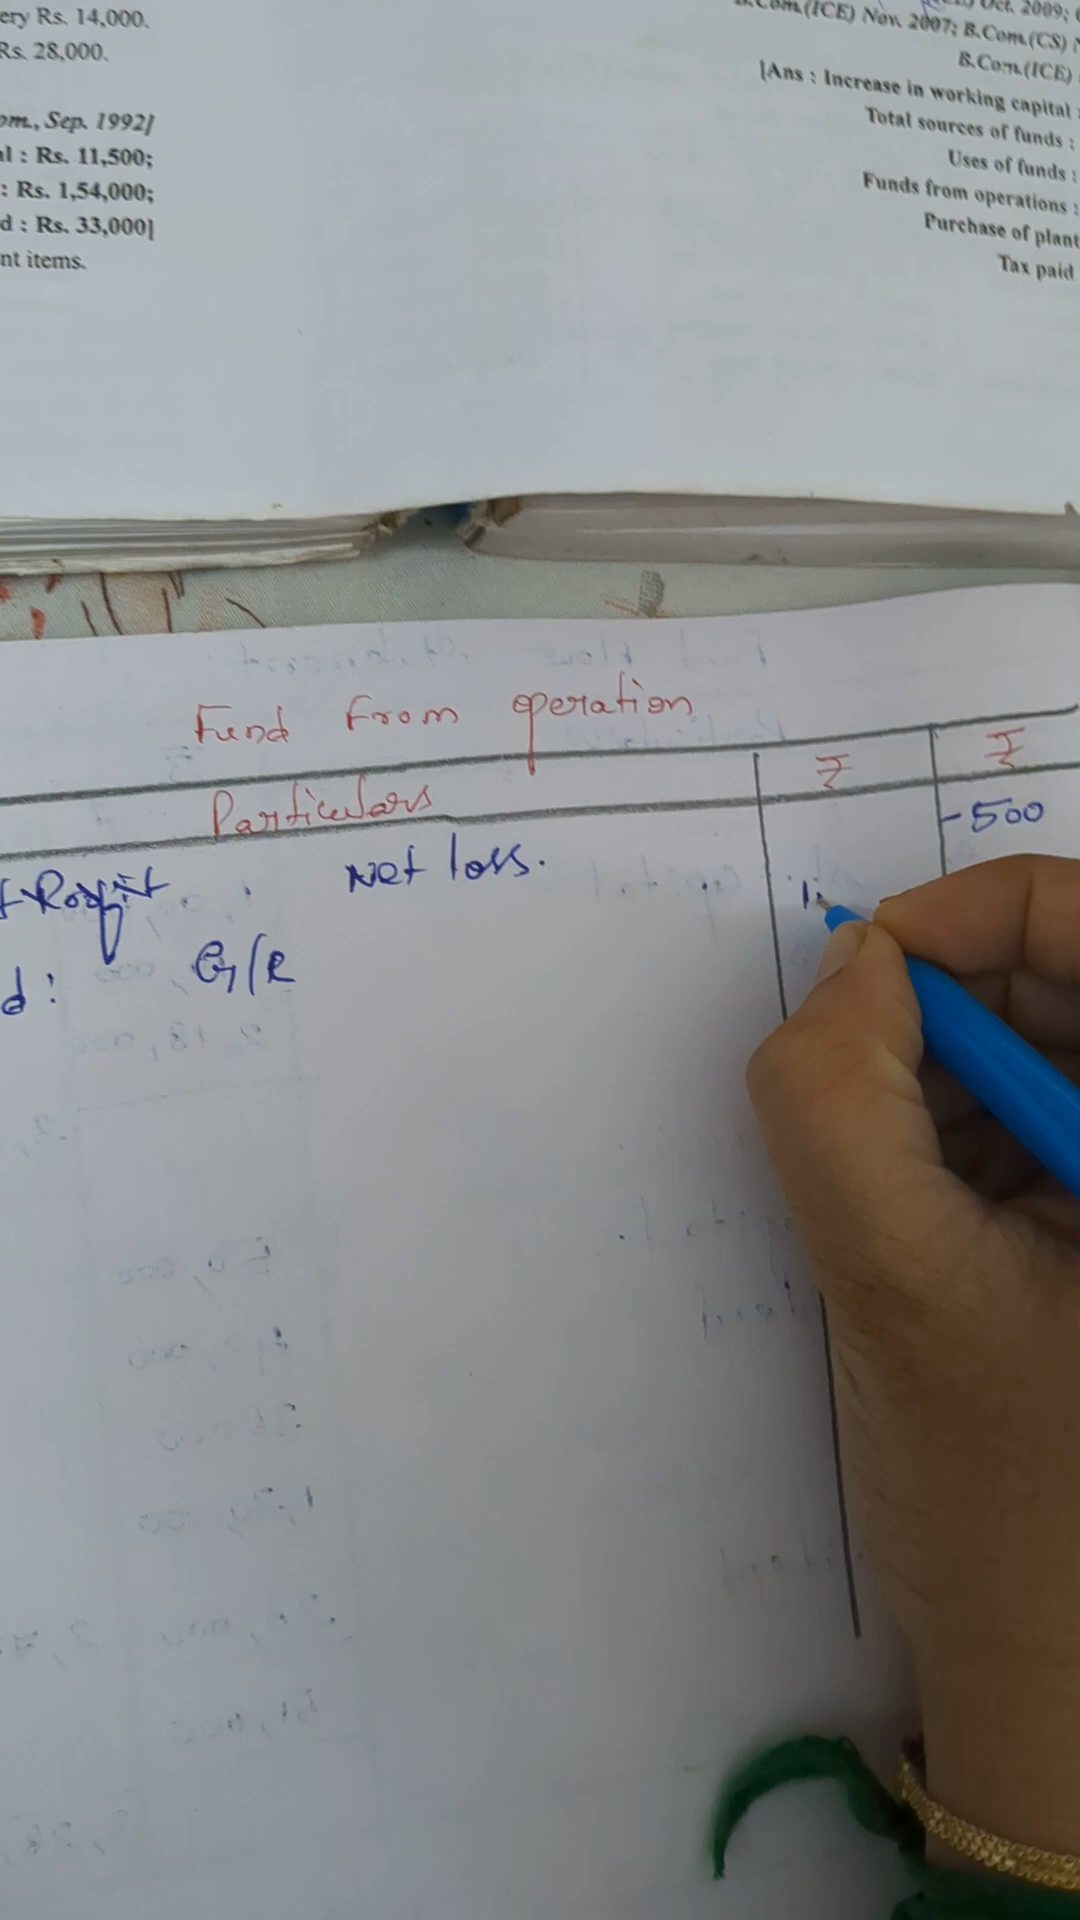 ery Rs. 14,000.
Rs. 28,000.
om., Sep. 1992]
al : Rs. 11,500;
: Rs. 1,54,000;
d : Rs. 33,000]
nt items.
Oct. 2009;
B.Com.(ICE) Nov. 2007; B.Com.(CS)
B.Com.(ICE)
[Ans : Increase in working capital :
Total sources of funds :
Uses of funds :
Funds from operations :
Purchase of plant
Tax paid
Fund From operation
Particulars ₹ ₹
Net loss. -500
d : G/R